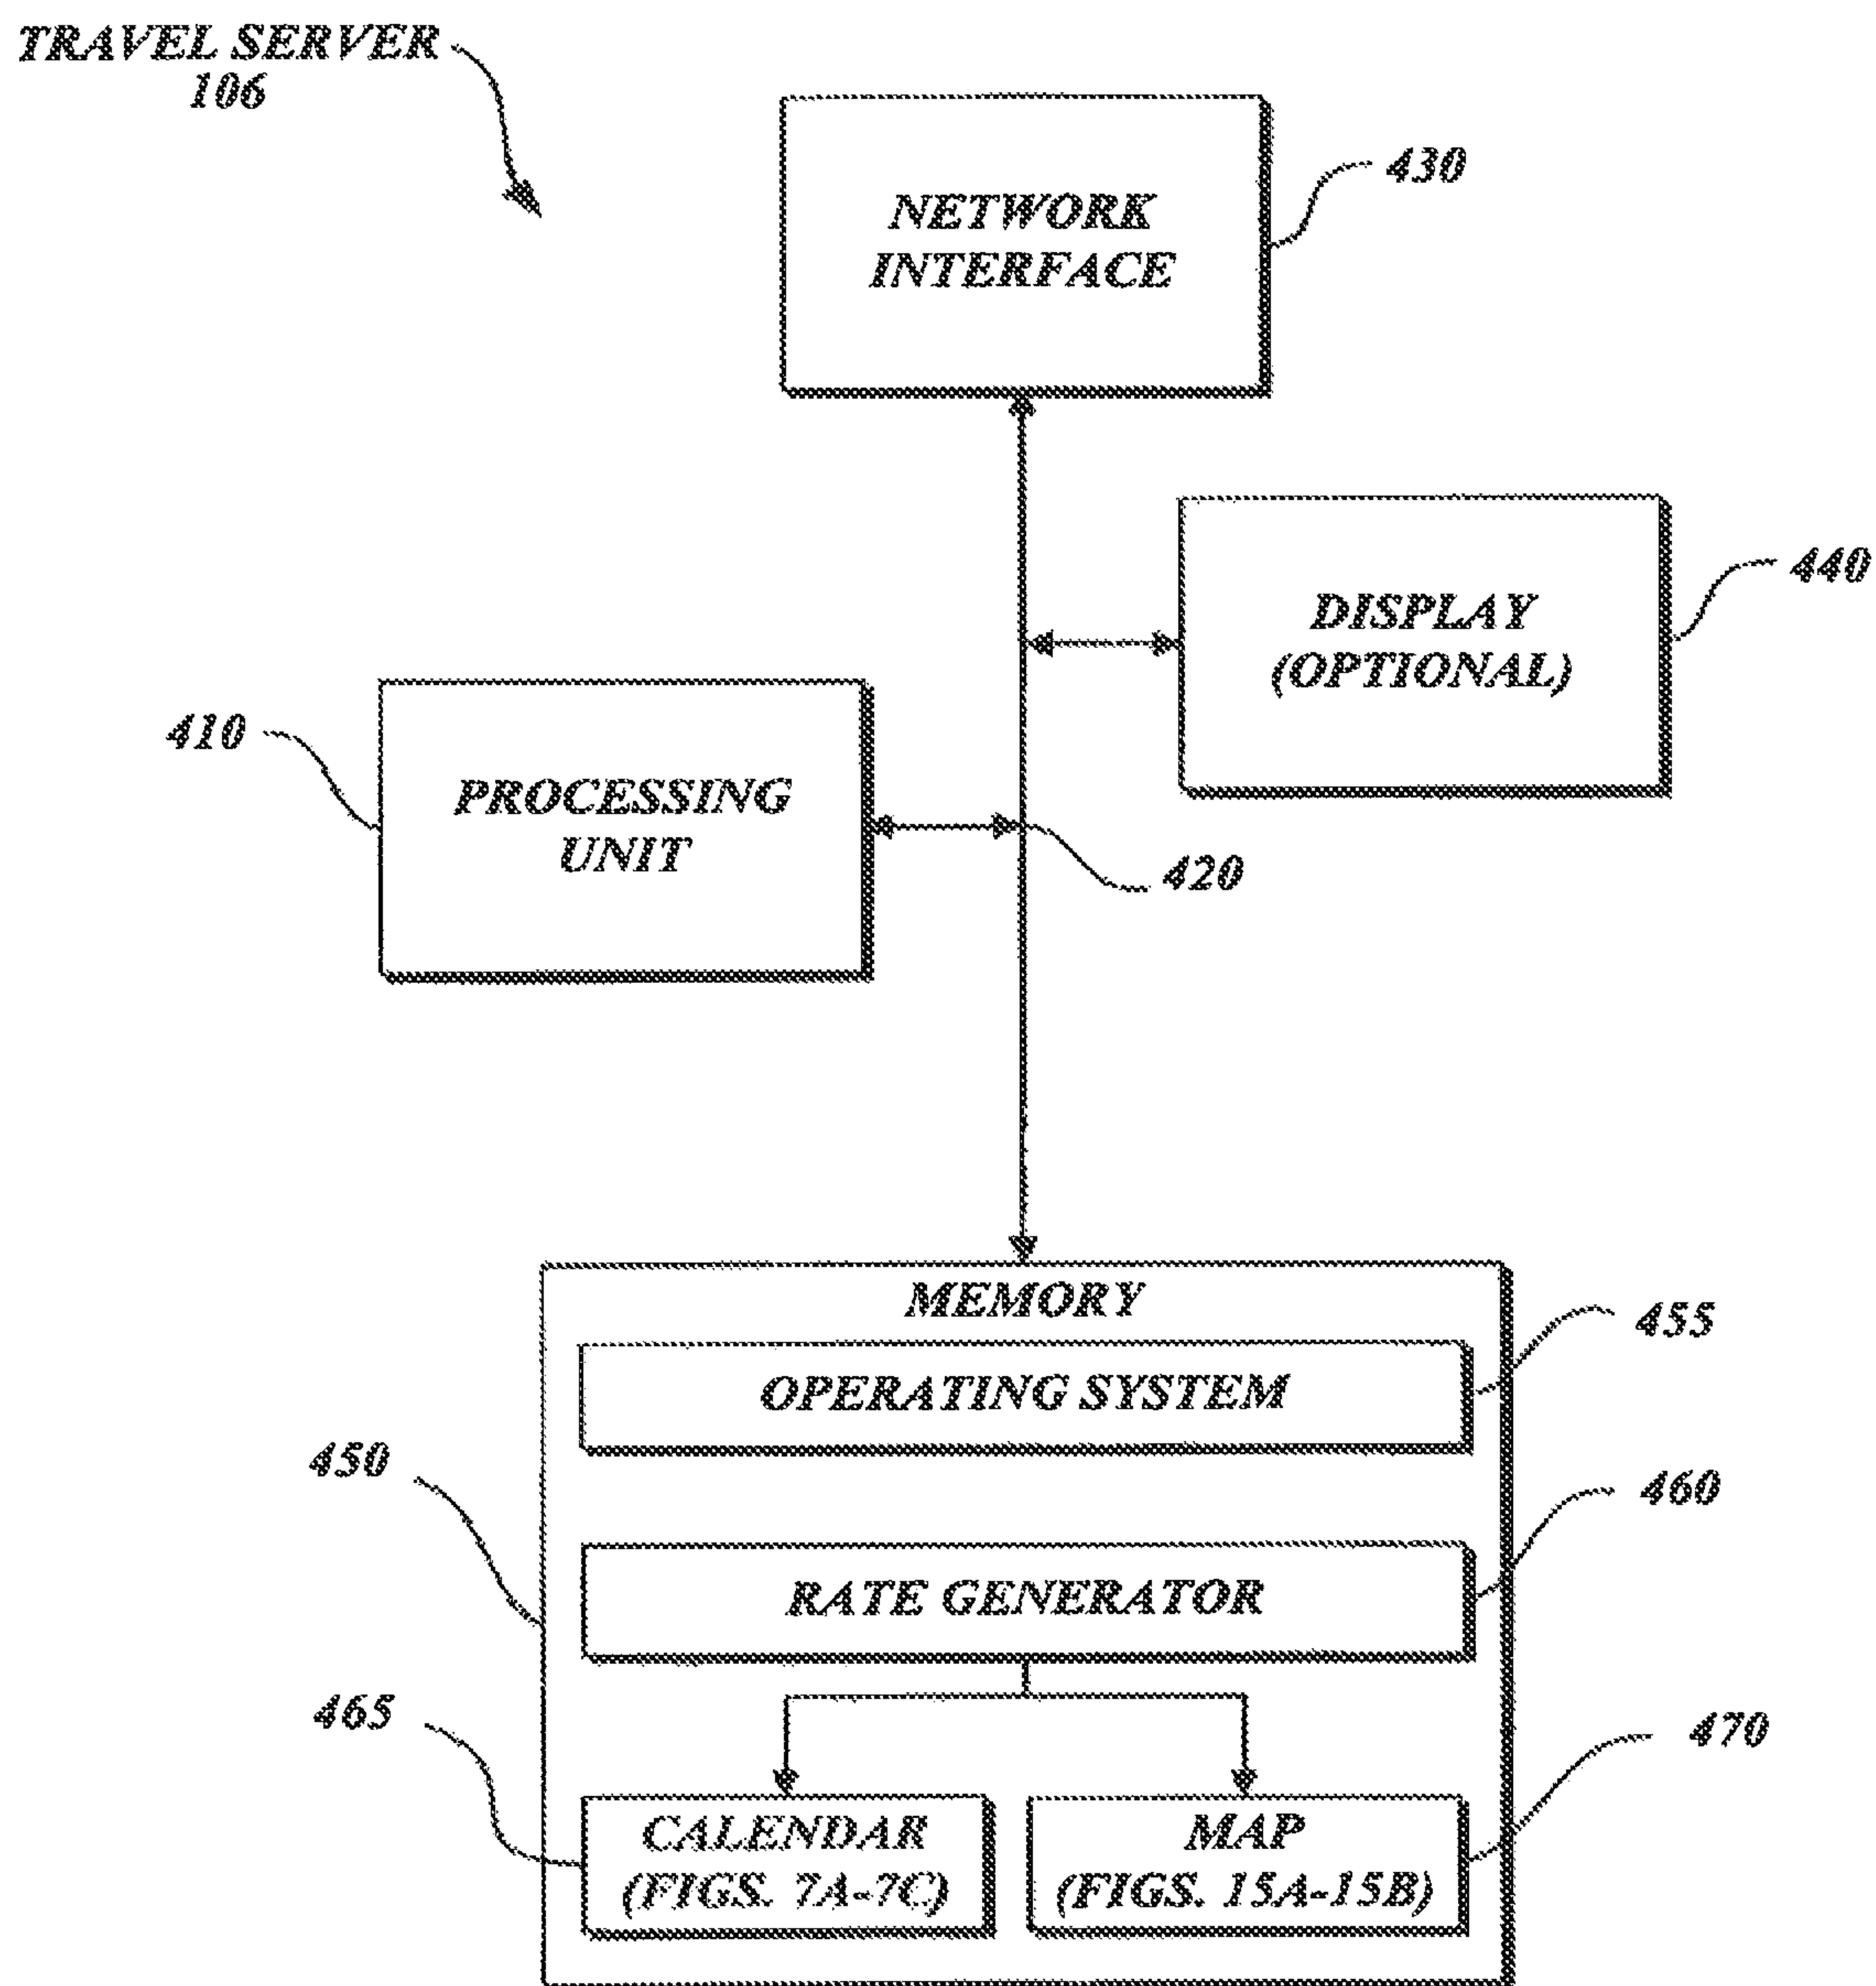 TRAVEL SERVER
106
NETWORK
INTERFACE
430
DISPLAY
(OPTIONAL)
440
410
PROCESSING
UNIT
420
MEMORY
OPERATING SYSTEM
455
450
RATE GENERATOR
460
465
CALENDAR
(FIGS. 7A-7C)
MAP
(FIGS. 15A-15B)
470